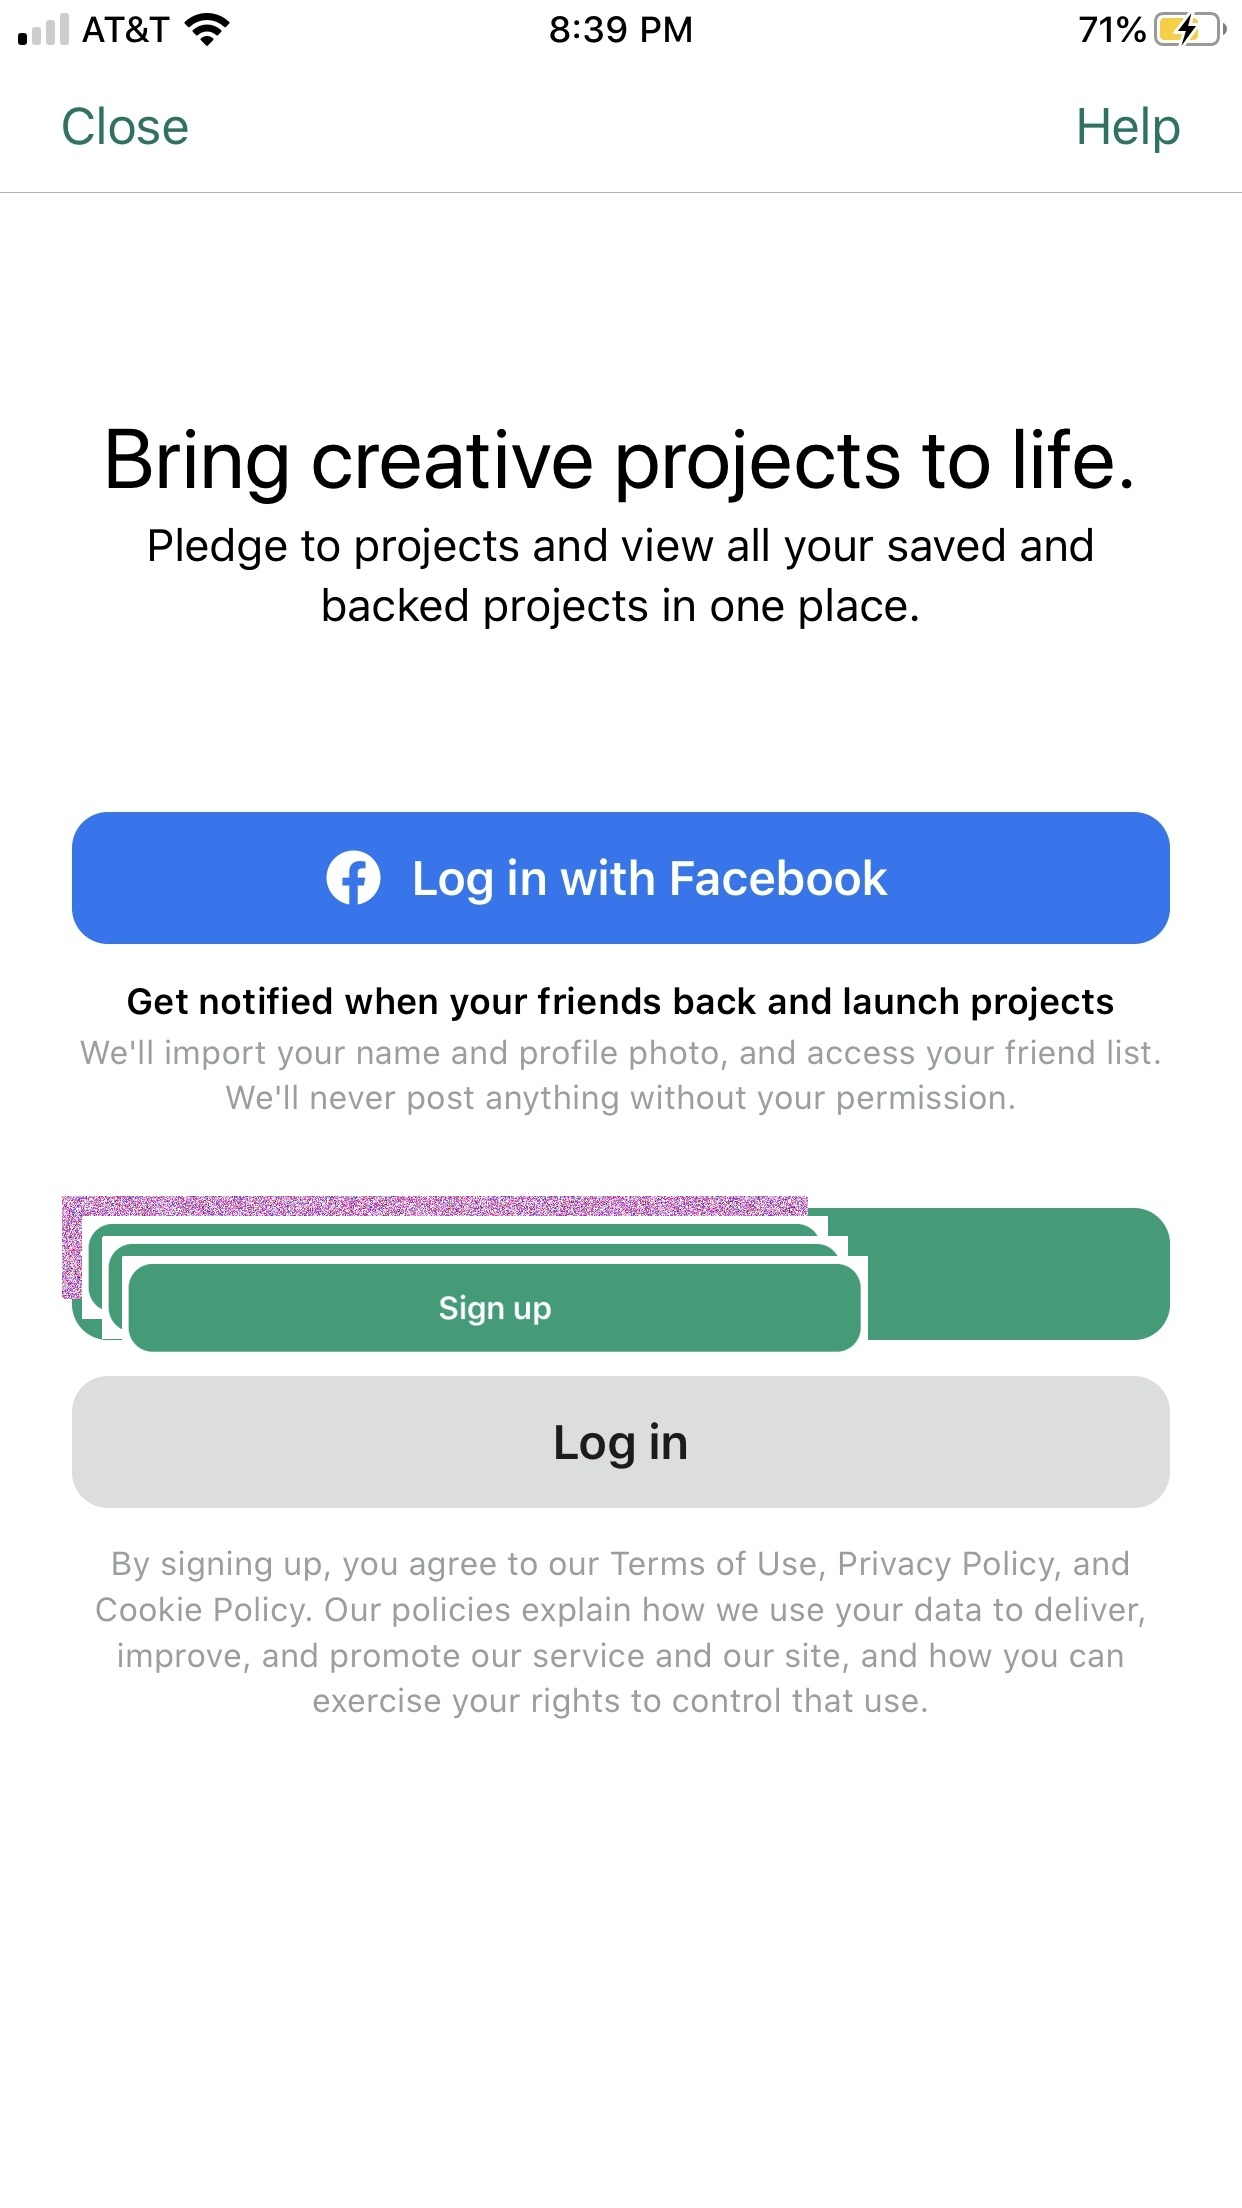 AT&T 8:39 PM 71%
Close Help
Bring creative projects to life.
Pledge to projects and view all your saved and
backed projects in one place.
Log in with Facebook
Get notified when your friends back and launch projects
We'll import your name and profile photo, and access your friend list.
We'll never post anything without your permission.
Sign up
Log in
By signing up, you agree to our Terms of Use, Privacy Policy, and
Cookie Policy. Our policies explain how we use your data to deliver,
improve, and promote our service and our site, and how you can
exercise your rights to control that use.